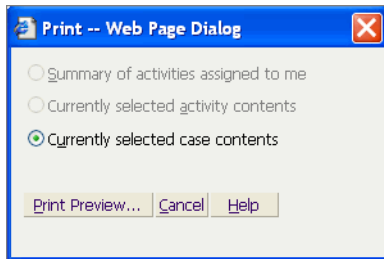 Print -- Web Page Dialog
Summary of activities assigned to me
Currently selected activity contents
Currently selected case contents
Print Preview... Cancel Help